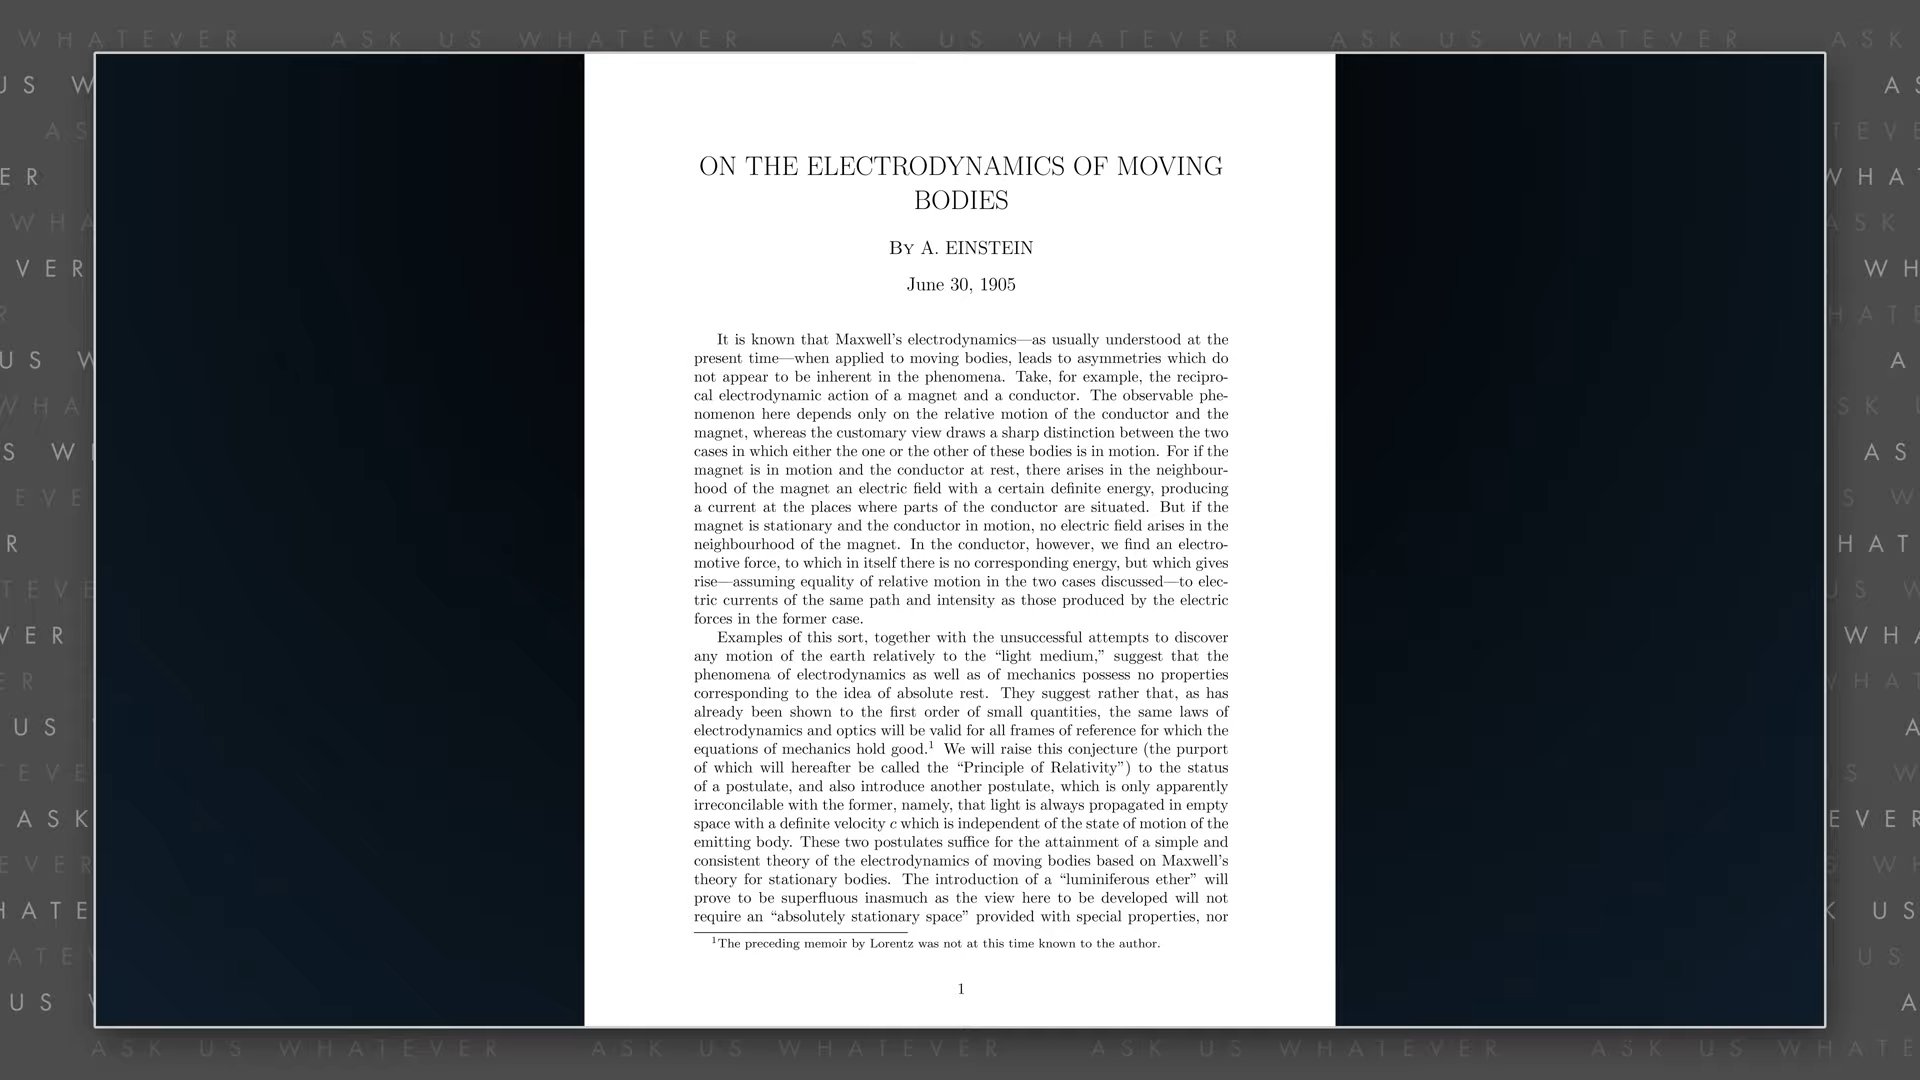 ASK US WHATEVER ASK US WHATEVER ASK US WHATEVER
ON THE ELECTRODYNAMICS OF MOVING
BODIES
By A. EINSTEIN
June 30, 1905
It is known that Maxwell's electrodynamics—as usually understood at the
present time—when applied to moving bodies, leads to asymmetries which do
not appear to be inherent in the phenomena. Take, for example, the recipro-
cal electrodynamic action of a magnet and a conductor. The observable phe-
nomenon here depends only on the relative motion of the conductor and the
magnet, whereas the customary view draws a sharp distinction between the two
cases in which either the one or the other of these bodies is in motion. For if the
magnet is in motion and the conductor at rest, there arises in the neighbour-
hood of the magnet an electric field with a certain definite energy, producing
a current at the places where parts of the conductor are situated. But if the
magnet is stationary and the conductor in motion, no electric field arises in the
neighbourhood of the magnet. In the conductor, however, we find an electro-
motive force, to which in itself there is no corresponding energy, but which gives
rise—assuming equality of relative motion in the two cases discussed—to elec-
tric currents of the same path and intensity as those produced by the electric
forces in the former case.
Examples of this sort, together with the unsuccessful attempts to discover
any motion of the earth relatively to the “light medium,” suggest that the
phenomena of electrodynamics as well as of mechanics possess no properties
corresponding to the idea of absolute rest. They suggest rather that, as has
already been shown to the first order of small quantities, the same laws of
electrodynamics and optics will be valid for all frames of reference for which the
equations of mechanics hold good.¹ We will raise this conjecture (the purport
of which will hereafter be called the “Principle of Relativity”) to the status
of a postulate, and also introduce another postulate, which is only apparently
irreconcilable with the former, namely, that light is always propagated in empty
space with a definite velocity c which is independent of the state of motion of the
emitting body. These two postulates suffice for the attainment of a simple and
consistent theory of the electrodynamics of moving bodies based on Maxwell's
theory for stationary bodies. The introduction of a “luminiferous ether” will
prove to be superfluous inasmuch as the view here to be developed will not
require an “absolutely stationary space” provided with special properties, nor
¹The preceding memoir by Lorentz was not at this time known to the author.
1
ASK US WHATEVER ASK US WHATEVER ASK US WHATEVER ASK US WHATE